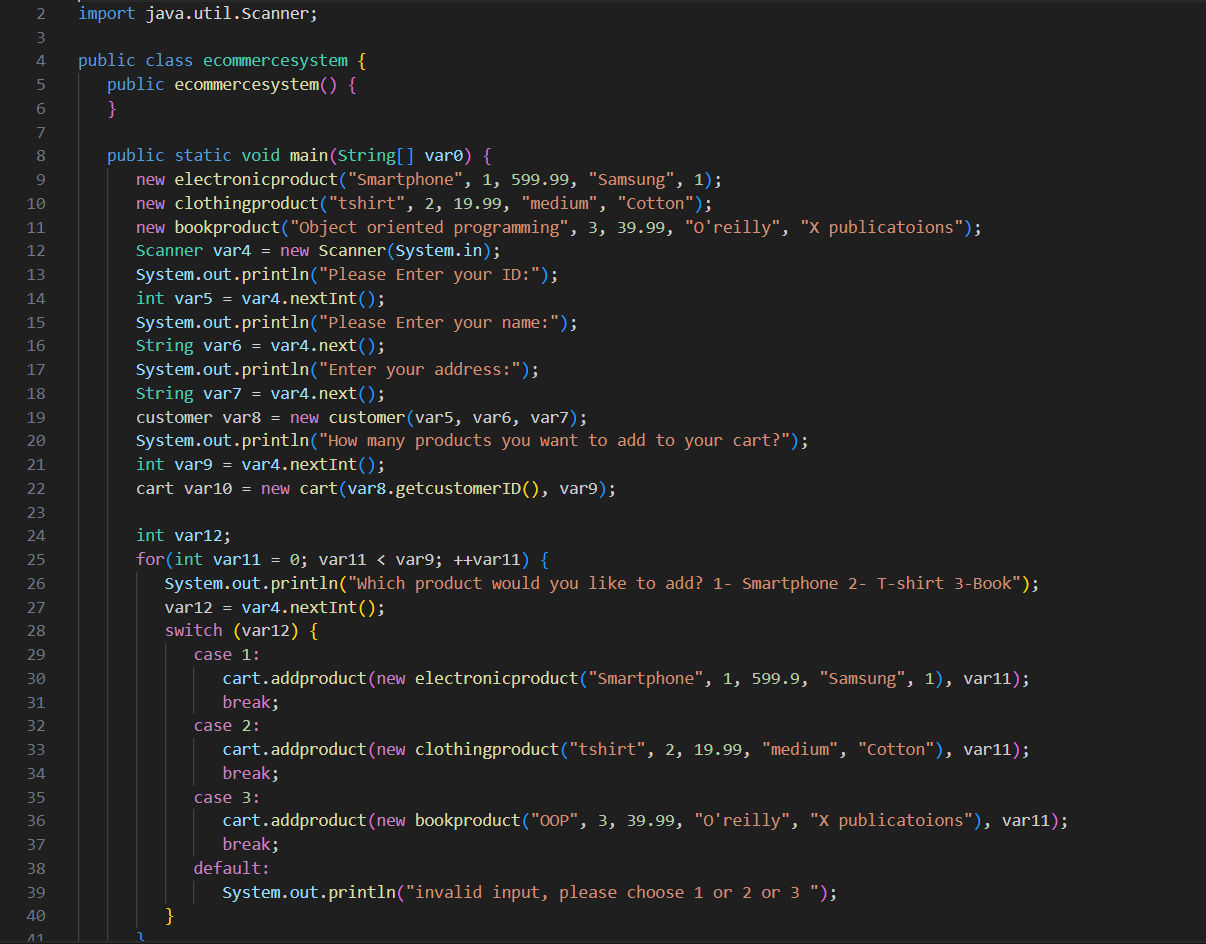 2 import java.util.Scanner;
3
4 public class ecommercesystem {
5 public ecommercesystem() {
6 }
7
8 public static void main(String[] var0) {
9 new electronicproduct("Smartphone", 1, 599.99, "Samsung", 1);
10 new clothingproduct("tshirt", 2, 19.99, "medium", "Cotton");
11 new bookproduct("Object oriented programming", 3, 39.99, "O'reilly", "X publicatoions");
12 Scanner var4 = new Scanner(System.in);
13 System.out.println("Please Enter your ID:");
14 int var5 = var4.nextInt();
15 System.out.println("Please Enter your name:");
16 String var6 = var4.next();
17 System.out.println("Enter your address:");
18 String var7 = var4.next();
19 customer var8 = new customer(var5, var6, var7);
20 System.out.println("How many products you want to add to your cart?");
21 int var9 = var4.nextInt();
22 cart var10 = new cart(var8.getcustomerID(), var9);
23
24 int var12;
25 for(int var11 = 0; var11 < var9; ++var11) {
26 System.out.println("Which product would you like to add? 1- Smartphone 2- T-shirt 3-Book");
27 var12 = var4.nextInt();
28 switch (var12) {
29 case 1:
30 cart.addproduct(new electronicproduct("Smartphone", 1, 599.9, "Samsung", 1), var11);
31 break;
32 case 2:
33 cart.addproduct(new clothingproduct("tshirt", 2, 19.99, "medium", "Cotton"), var11);
34 break;
35 case 3:
36 cart.addproduct(new bookproduct("OOP", 3, 39.99, "O'reilly", "X publicatoions"), var11);
37 break;
38 default:
39 System.out.println("invalid input, please choose 1 or 2 or 3 ");
40 }
41 }